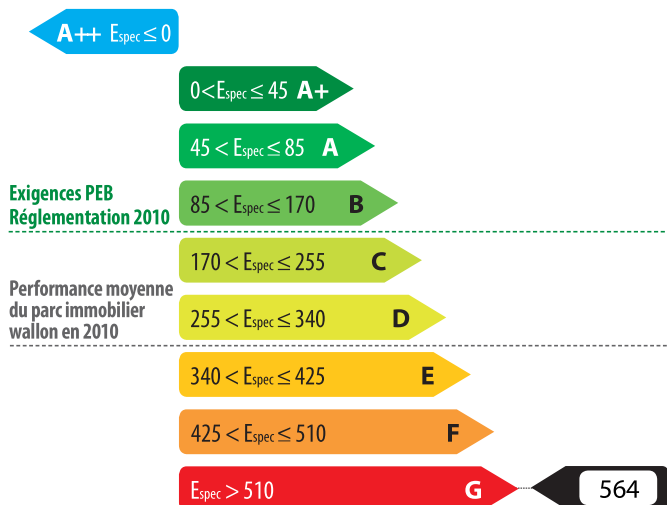 A++ Espec ≤ 0
0<Espec ≤ 45 A+
45 < Espec ≤ 85 A
Exigences PEB
Réglementation 2010
85 < Espec ≤ 170 B
170 < Espec ≤ 255 C
Performance moyenne
du parc immobilier
wallon en 2010
255 < Espec ≤ 340 D
340 < Espec ≤ 425 E
425 < Espec ≤ 510 F
Espec > 510 G
564